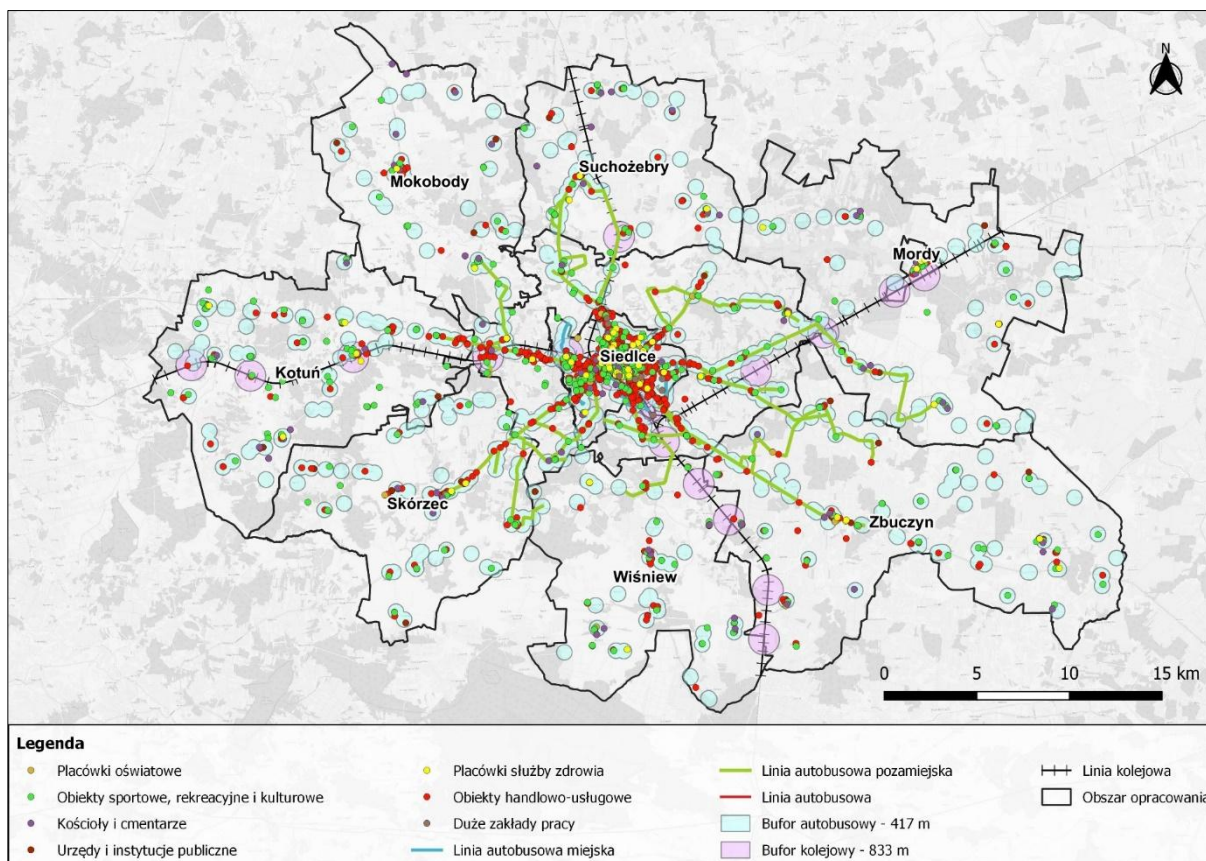 N
Suchożebry
Mokobody
Mordy
Siedlce
Kotuń
Skórzec
Zbuczyn
Wiśniew
0 5 10 15 km
Legenda
Placówki oświatowe
Obiekty sportowe, rekreacyjne i kulturowe
Kościoły i cmentarze
Urzędy i instytucje publiczne
Placówki służby zdrowia
Obiekty handlowo-usługowe
Duże zakłady pracy
Linia autobusowa miejska
Linia autobusowa pozamiejska
Linia autobusowa
Bufor autobusowy - 417 m
Bufor kolejowy - 833 m
Linia kolejowa
Obszar opracowania